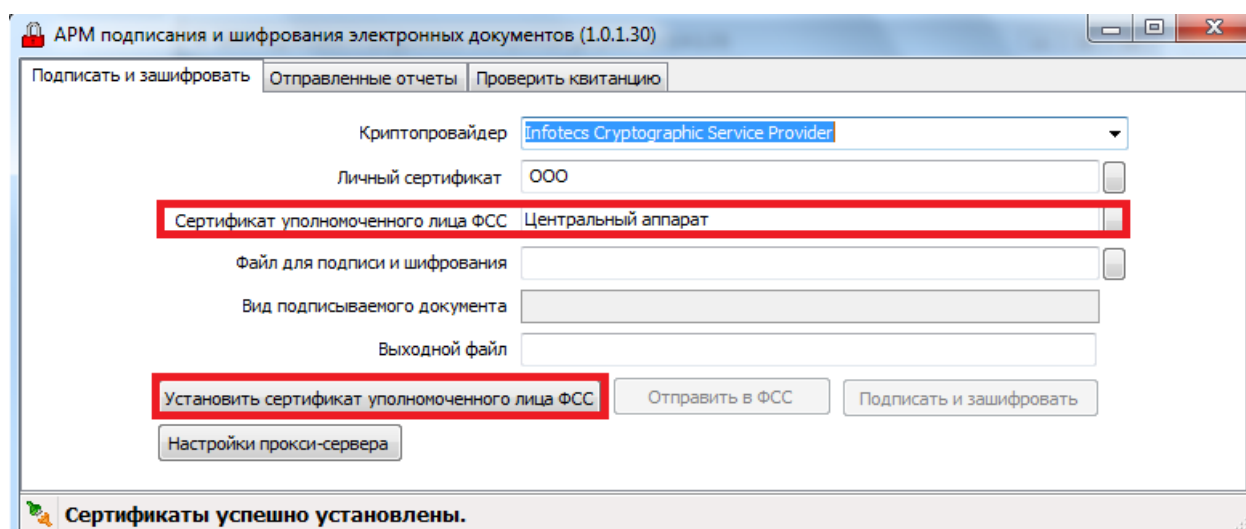 АРМ подписания и шифрования электронных документов (1.0.1.30)
Подписать и зашифровать Отправленные отчеты Проверить квитанцию
Криптопровайдер Infotecs Cryptographic Service Provider
Личный сертификат ООО
Сертификат уполномоченного лица ФСС Центральный аппарат
Файл для подписи и шифрования
Вид подписываемого документа
Выходной файл
Установить сертификат уполномоченного лица ФСС Отправить в ФСС Подписать и зашифровать
Настройки прокси-сервера
Сертификаты успешно установлены.